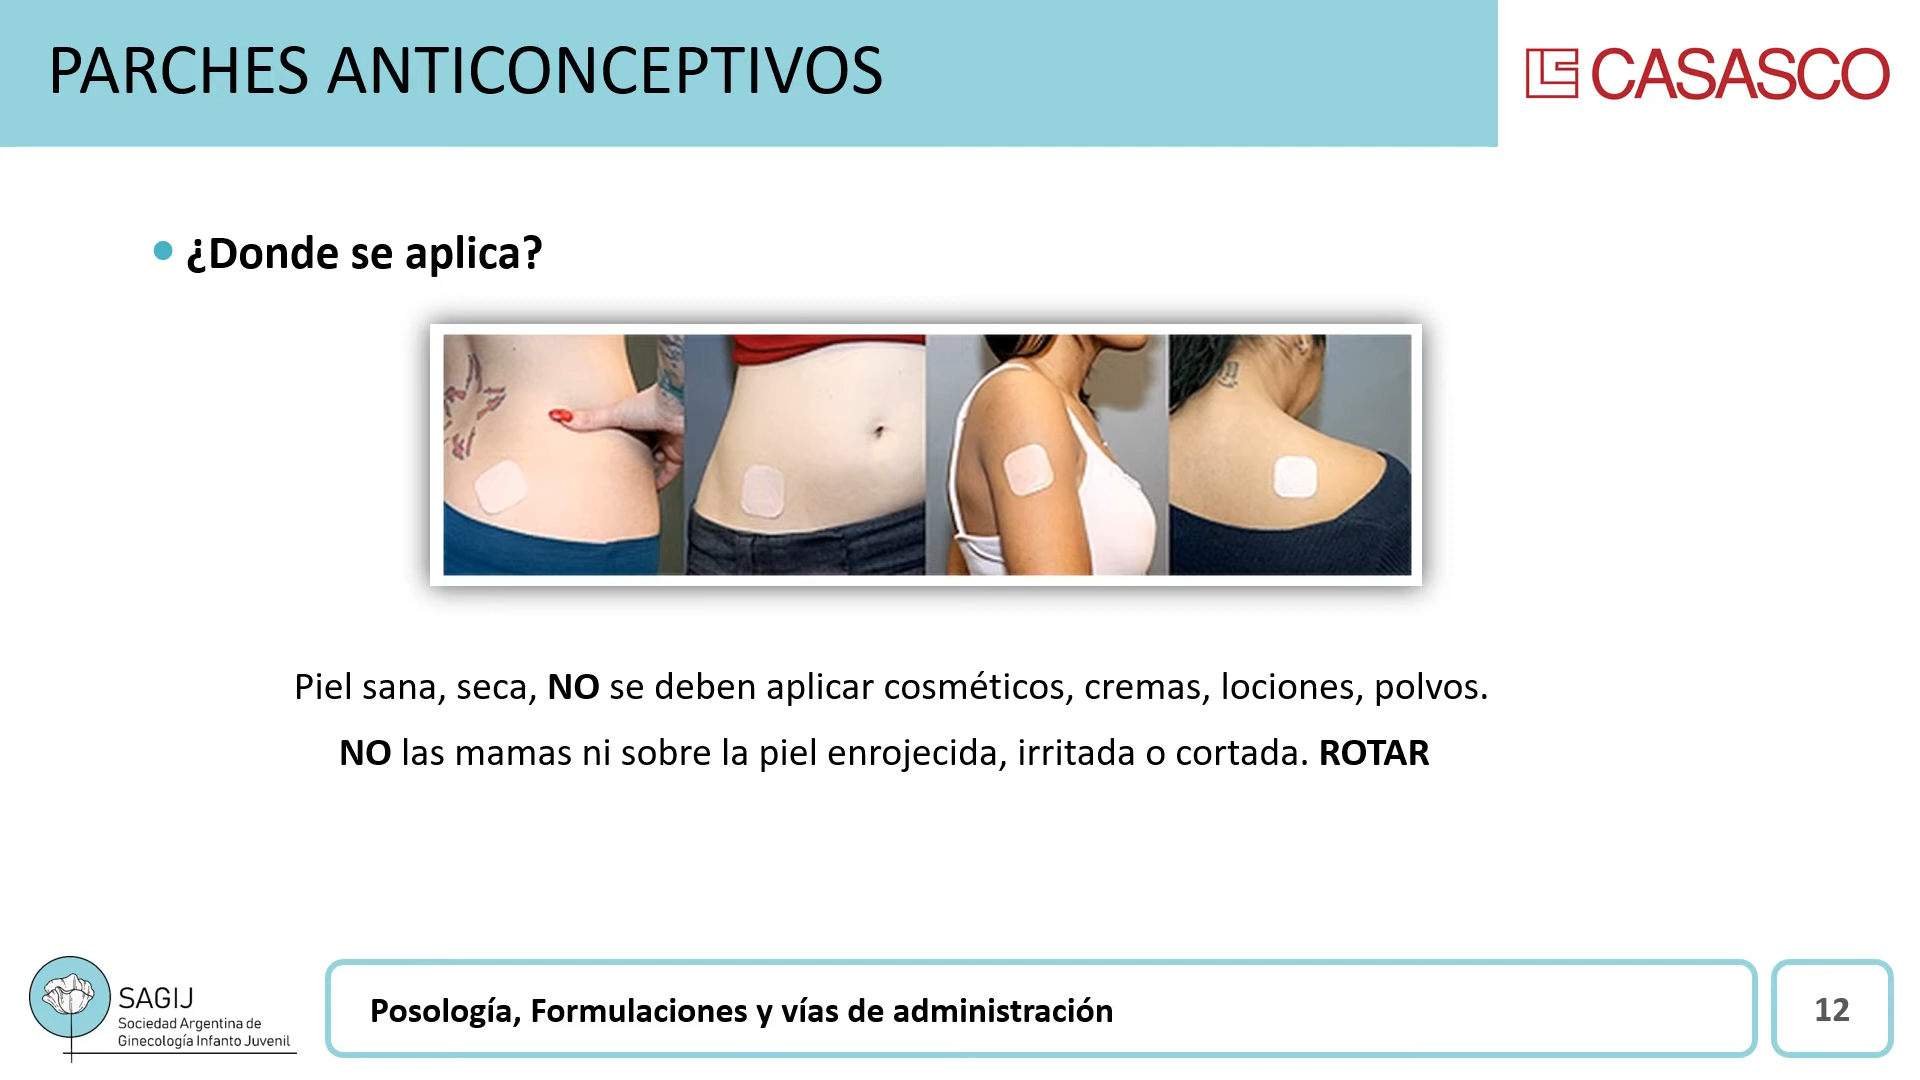 PARCHES ANTICONCEPTIVOS
CASASCO
¿Donde se aplica?
Piel sana, seca, NO se deben aplicar cosméticos, cremas, lociones, polvos.
NO las mamas ni sobre la piel enrojecida, irritada o cortada. ROTAR
SAGIJ
Sociedad Argentina de
Ginecología Infanto Juvenil
Posología, Formulaciones y vías de administración
12